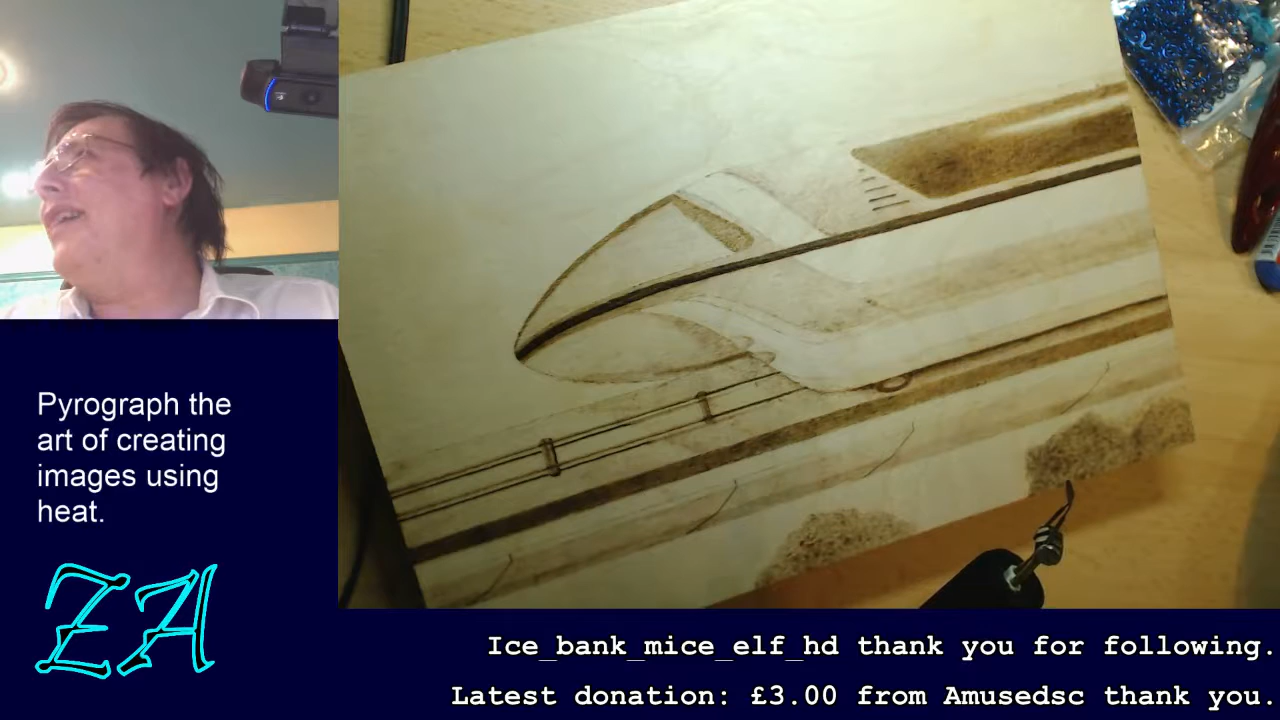 Pyrograph the
art of creating
images using
heat.
ZA
Ice_bank_mice_elf_hd thank you for following.
Latest donation: £3.00 from Amusedsc thank you.